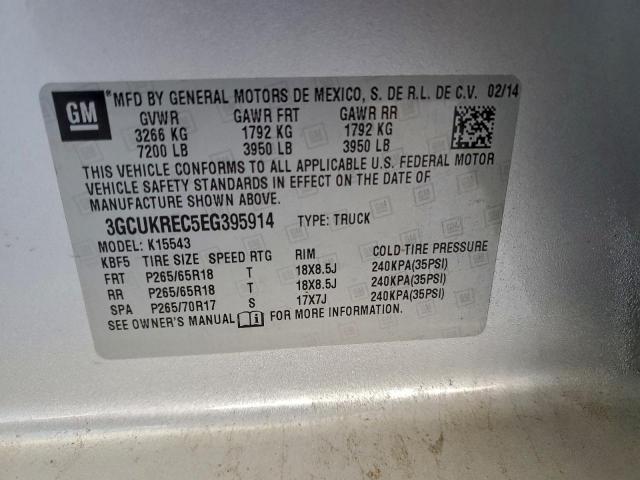 GM
*MFD BY GENERAL MOTORS DE MEXICO, S. DE R.L. DE C.V. 02/14
GVWR GAWR FRT GAWR RR
3266 KG 1792 KG 1792 KG
7200 LB 3950 LB 3950 LB
THIS VEHICLE CONFORMS TO ALL APPLICABLE U.S. FEDERAL MOTOR
VEHICLE SAFETY STANDARDS IN EFFECT ON THE DATE OF
MANUFACTURE SHOWN ABOVE.
3GCUKREC5EG395914 TYPE: TRUCK
MODEL: K15543
KBF5 TIRE SIZE SPEED RTG RIM COLD TIRE PRESSURE
FRT P265/65R18 T 18X8.5J 240KPA(35PSI)
RR P265/65R18 T 18X8.5J 240KPA(35PSI)
SPA P265/70R17 S 17X7J 240KPA(35PSI)
SEE OWNER'S MANUAL FOR MORE INFORMATION.